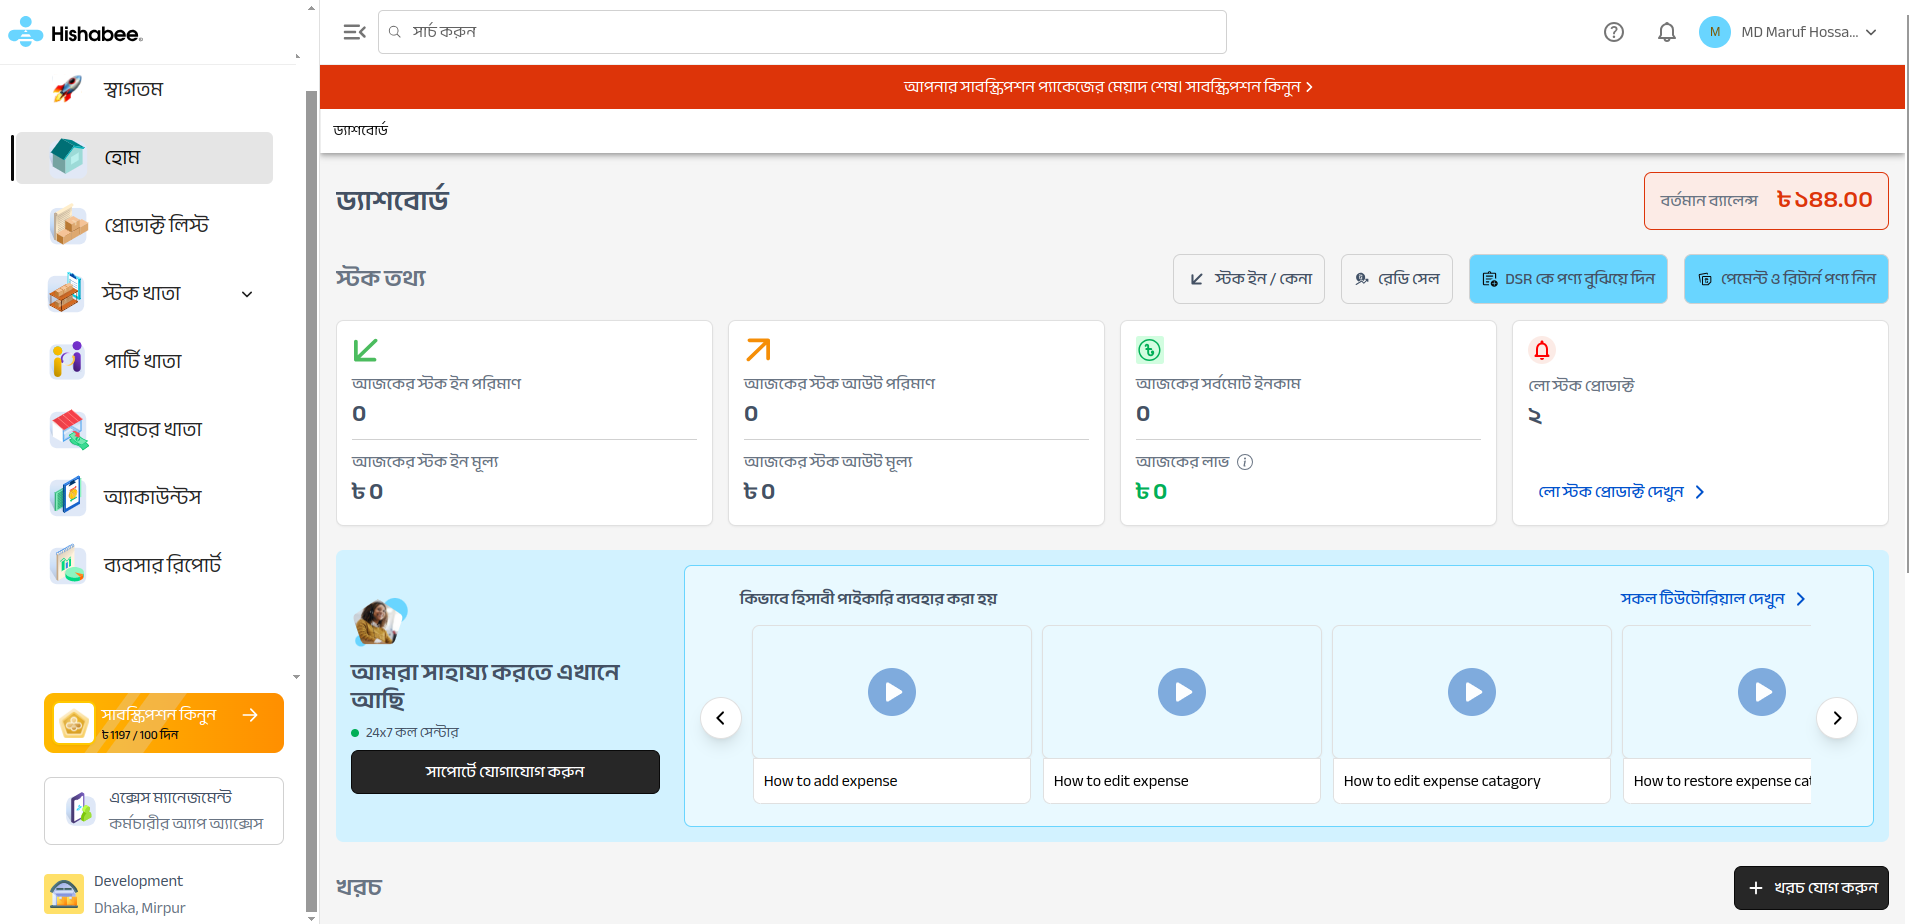 Hishabee
স্বাগতম
হোম
প্রোডাক্ট লিস্ট
স্টক খাতা
পার্টি খাতা
খরচের খাতা
অ্যাকাউন্টস
ব্যবসার রিপোর্ট
সাবস্ক্রিপশন কিনুন
৳ 1197 / 100 দিন
এক্সেস ম্যানেজমেন্ট
কর্মচারীর অ্যাপ অ্যাক্সেস
Development
Dhaka, Mirpur
সার্চ করুন
M
MD Maruf Hossa...
আপনার সাবস্ক্রিপশন প্যাকেজের মেয়াদ শেষ। সাবস্ক্রিপশন কিনুন
ড্যাশবোর্ড
ড্যাশবোর্ড
বর্তমান ব্যালেন্স ৳ ১৪৪.00
স্টক তথ্য
স্টক ইন / কেনা
রেডি সেল
DSR কে পণ্য বুঝিয়ে দিন
পেমেন্ট ও রিটার্ন পণ্য নিন
আজকের স্টক ইন পরিমাণ
0
আজকের স্টক ইন মূল্য
৳ 0
আজকের স্টক আউট পরিমাণ
0
আজকের স্টক আউট মূল্য
৳ 0
আজকের সর্বমোট ইনকাম
0
আজকের লাভ
৳ 0
লো স্টক প্রোডাক্ট
২
লো স্টক প্রোডাক্ট দেখুন
আমরা সাহায্য করতে এখানে
আছি
24x7 কল সেন্টার
সাপোর্টে যোগাযোগ করুন
কিভাবে হিসাবী পাইকারি ব্যবহার করা হয়
সকল টিউটোরিয়াল দেখুন
How to add expense
How to edit expense
How to edit expense catagory
How to restore expense cat
খরচ
খরচ যোগ করুন